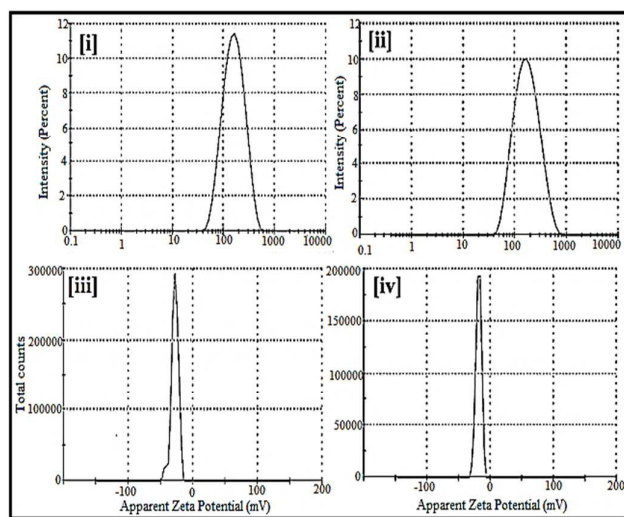 [i]
12
10
8
6
4
2
0
Intensity (Percent)
0.1 1 10 100 1000 10000
[ii]
12
10
8
6
4
2
0
Intensity (Percent)
0.1 1 10 100 1000 10000
[iii]
300000
200000
100000
0
Total counts
-100 0 100 200
Apparent Zeta Potential (mV)
[iv]
200000
150000
100000
50000
0
-100 0 100 200
Apparent Zeta Potential (mV)